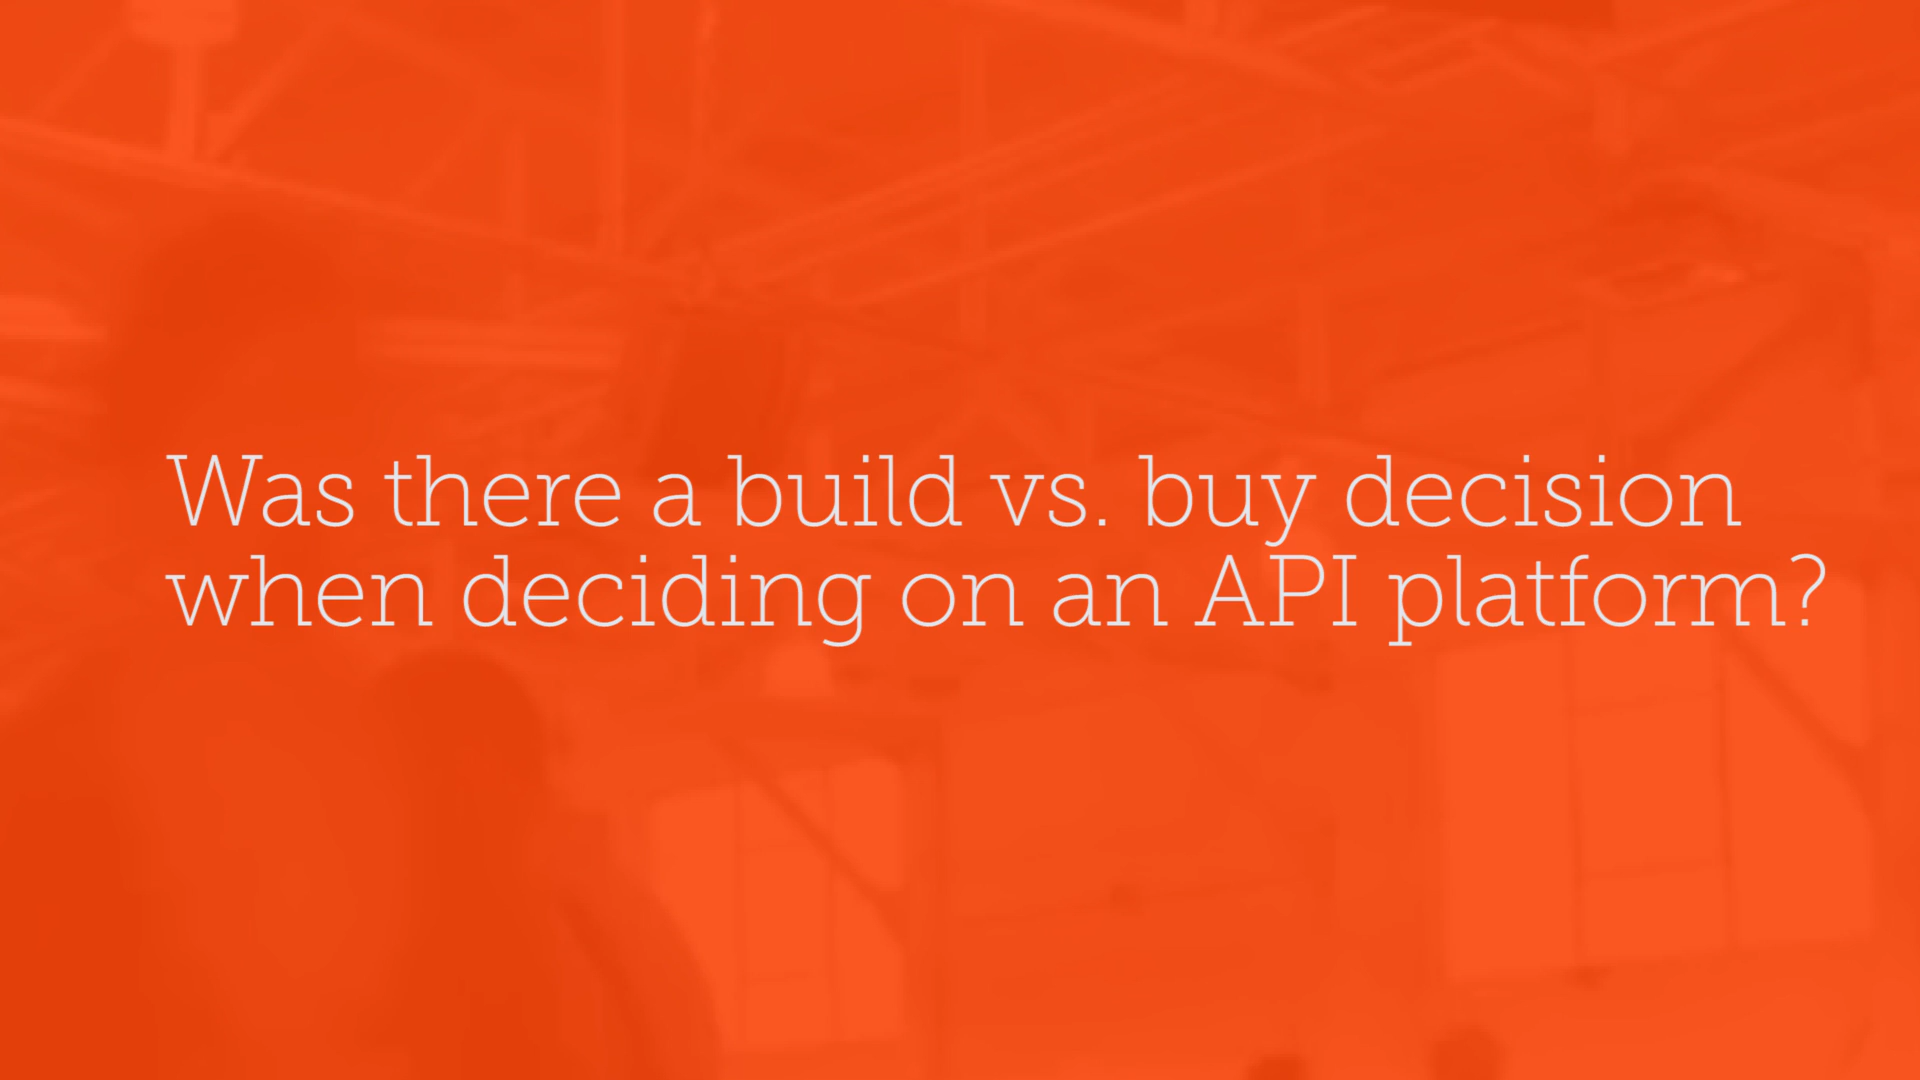 Was there a build vs. buy decision
when deciding on an API platform?